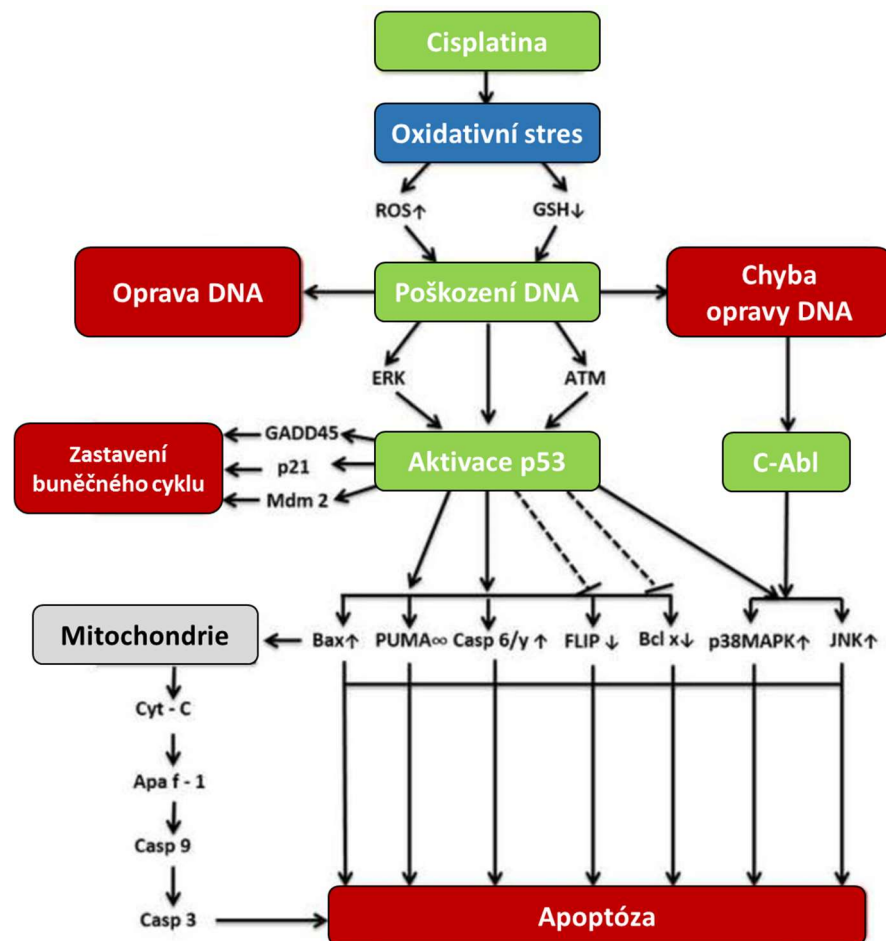 Cisplatina
Oxidativní stres
ROS↑
GSH↓
Oprava DNA
Poškození DNA
Chyba
opravy DNA
ERK
ATM
Zastavení
buněčného cyklu
GADD45
p21
Mdm 2
Aktivace p53
C-Abl
Mitochondrie
Bax↑
PUMA∞
Casp 6/y ↑
FLIP ↓
Bcl x↓
p38MAPK↑
JNK↑
Cyt - C
Apa f - 1
Casp 9
Casp 3
Apoptóza